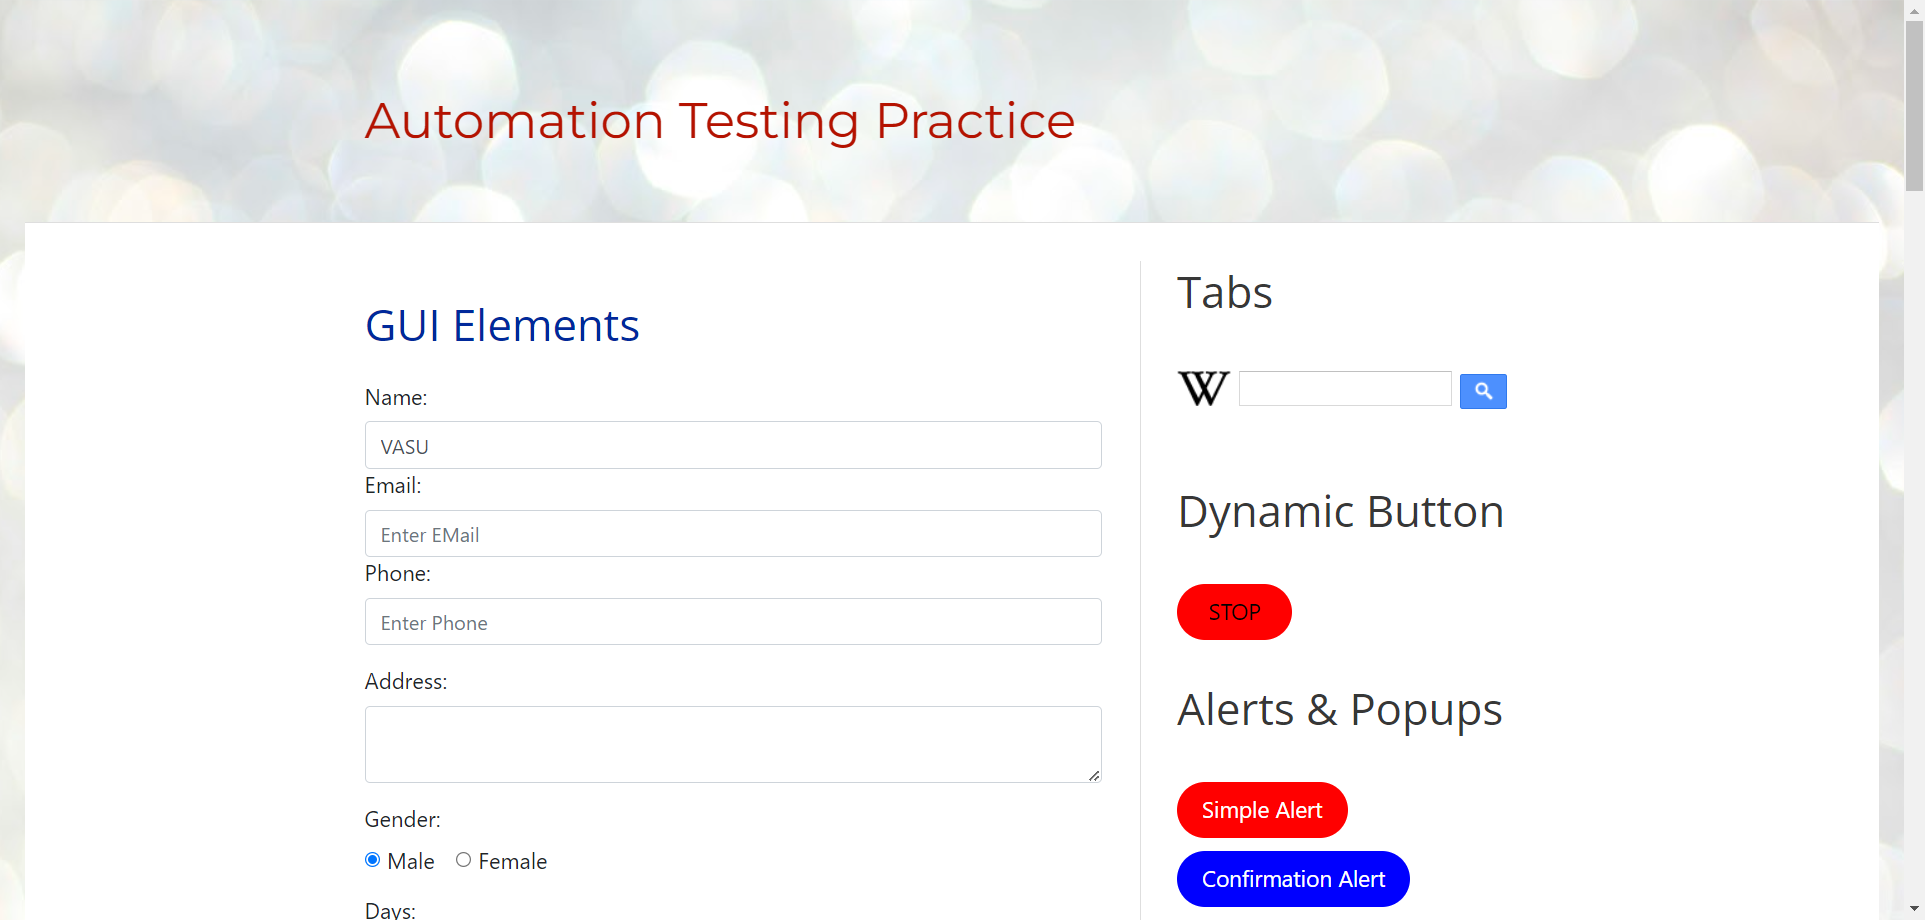 Automation Testing Practice
GUI Elements
Name:
VASU
Email:
Enter EMail
Phone:
Enter Phone
Address:
Gender:
Male Female
Days:
Tabs
W
Dynamic Button
STOP
Alerts & Popups
Simple Alert
Confirmation Alert